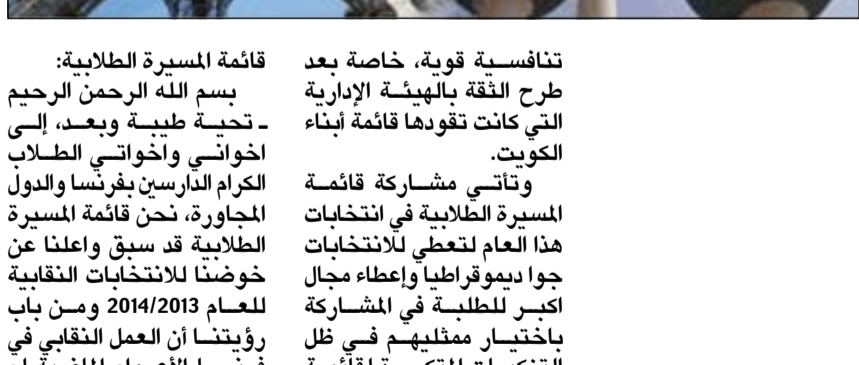 تنافسية قوية، خاصة بعد
طرح الثقة بالهيئة الإدارية
التي كانت تقودها قائمة أبناء
الكويت.
وتأتي مشاركة قائمة
المسيرة الطلابية في انتخابات
هذا العام لتعطي للانتخابات
جوا ديموقراطيا وإعطاء مجال
اكبر للطلبة في المشاركة
باختيار ممثليهم في ظل
قائمة المسيرة الطلابية:
بسم الله الرحمن الرحيم
ـ تحية طيبة وبعد، إلى
اخواني واخواتي الطلاب
الكرام الدارسين بفرنسا والدول
المجاورة، نحن قائمة المسيرة
الطلابية قد سبق واعلنا عن
خوضنا للانتخابات النقابية
للعام 2014/2013 ومن باب
رؤيتنا أن العمل النقابي في